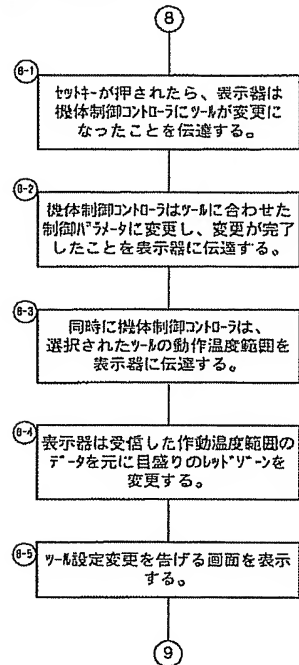 8
8-1
セットキーが押されたら、表示器は
機体制御コントローラにツールが変更に
なったことを伝達する。
8-2
機体制御コントローラはツールに合わせた
制御パラメータに変更し、変更が完了
したことを表示器に伝達する。
8-3
同時に機体制御コントローラは、
選択されたツールの動作温度範囲を
表示器に伝達する。
8-4
表示器は受信した作動温度範囲の
データを元に目盛りのレッドゾーンを
変更する。
8-5
ツール設定変更を告げる画面を表示
する。
9